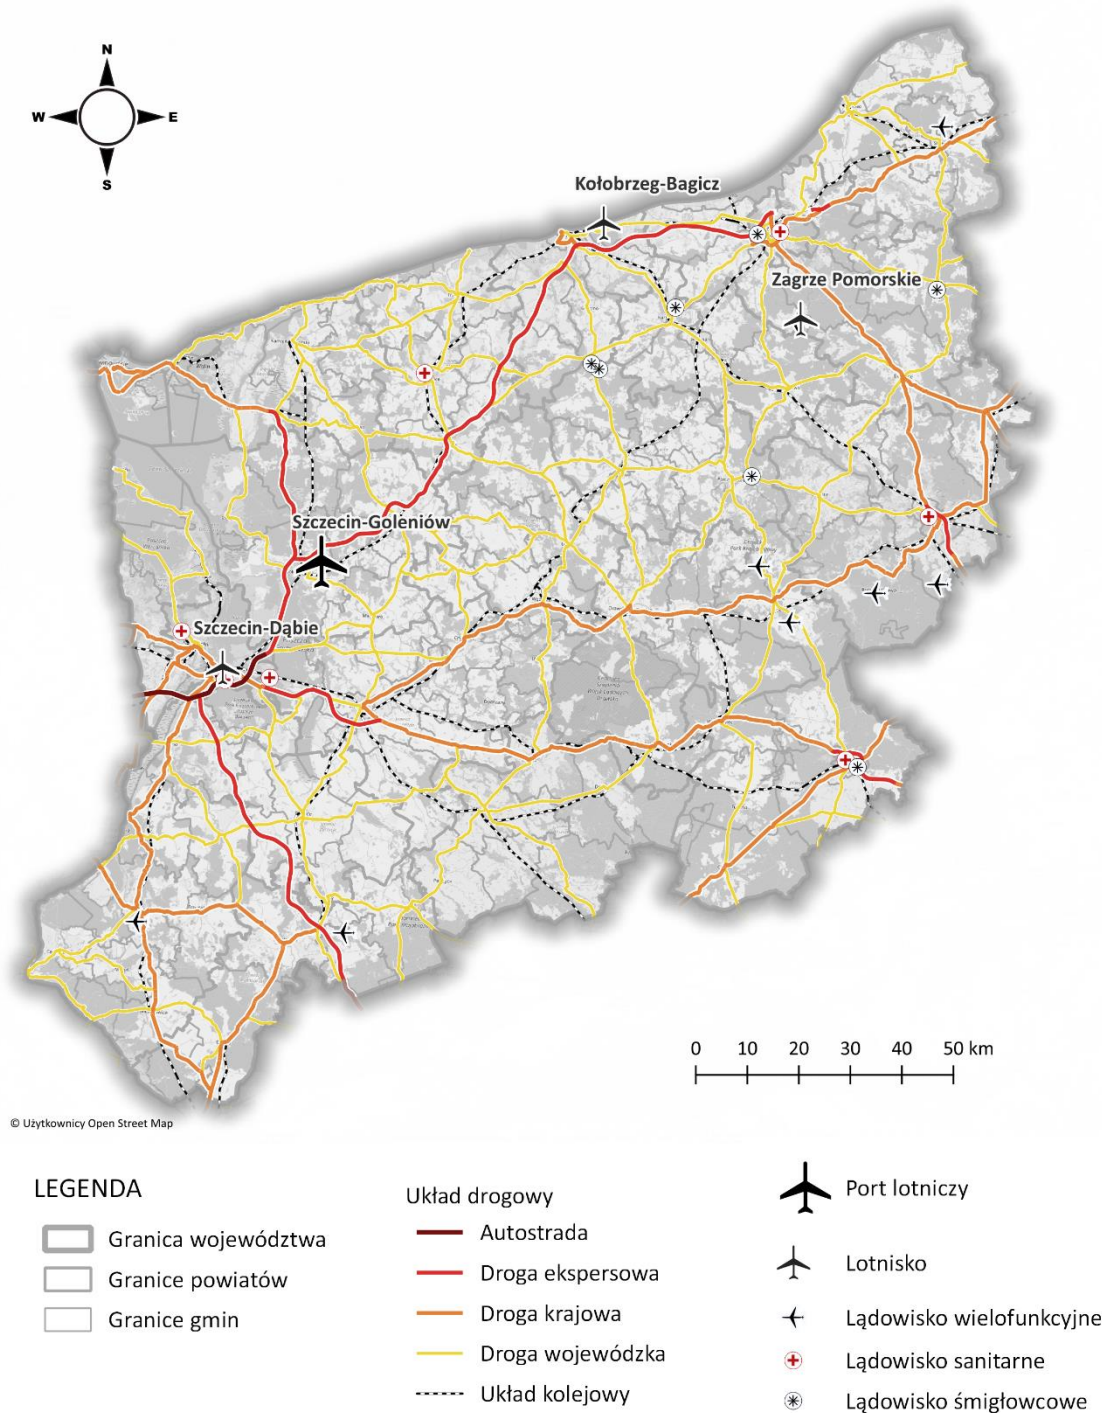 N
W E
S
Kołobrzeg-Bagicz
Zagrze Pomorskie
Szczecin-Goleniów
Szczecin-Dąbie
0 10 20 30 40 50 km
© Użytkownicy Open Street Map
LEGENDA
Granica województwa
Granice powiatów
Granice gmin
Układ drogowy
Autostrada
Droga ekspersowa
Droga krajowa
Droga wojewódzka
Układ kolejowy
Port lotniczy
Lotnisko
Lądowisko wielofunkcyjne
Lądowisko sanitarne
Lądowisko śmigłowcowe